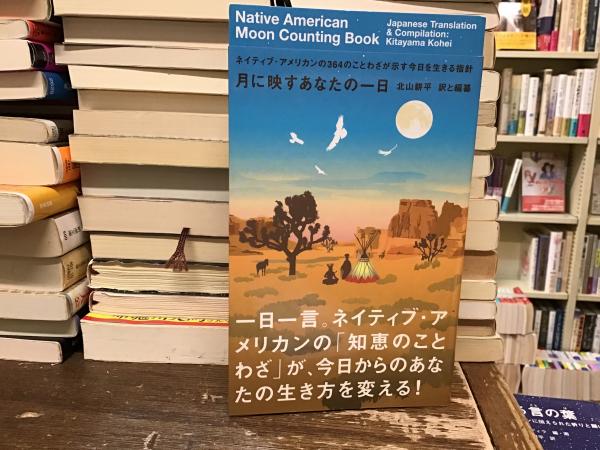 Native American
Moon Counting Book
Japanese Translation
& Compilation:
Kitayama Kohei
ネイティブ・アメリカンの364のことわざが示す今日を生きる指針
月に映すあなたの一日
北山耕平 訳と編纂
一日一言。ネイティブ・ア
メリカンの「知恵のこと
わざ」が、今日からのあな
たの生き方を変える!
言の葉